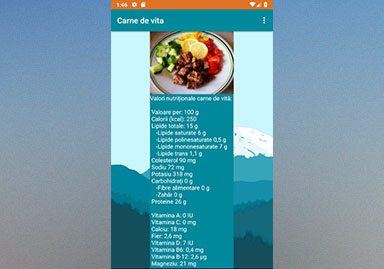 1:46
Carne de vita
Valori nutriționale carne de vită:
Valoare per: 100 g
Calorii (kcal): 250
Lipide totale: 15 g
-Lipide saturate 6 g
-Lipide polinesaturate 0,5 g
-Lipide mononesaturate 7 g
-Lipide trans 1,1 g
Colesterol 90 mg
Sodiu 72 mg
Potasiu 318 mg
Carbohidrați 0 g
-Fibre alimentare 0 g
-Zahăr 0 g
Proteine 26 g
Vitamina A: 0 IU
Vitamina C: 0 mg
Calciu: 18 mg
Fier: 2,6 mg
Vitamina D: 7 IU
Vitamina B6: 0,4 mg
Vitamina B-12: 2,6 µg
Magneziu: 21 mg